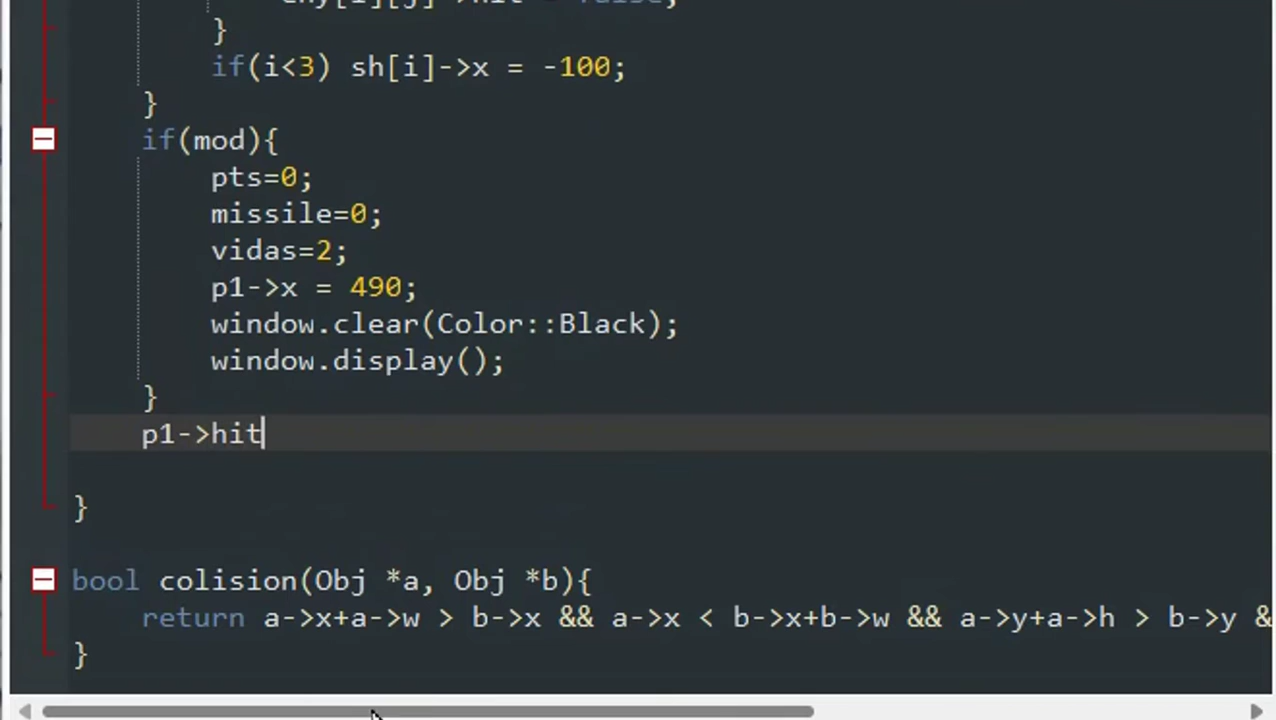 }
if(i<3) sh[i]->x = -100;
}
if(mod){
pts=0;
missile=0;
vidas=2;
p1->x = 490;
window.clear(Color::Black);
window.display();
}
p1->hit
}
bool colision(Obj *a, Obj *b){
return a->x+a->w > b->x && a->x < b->x+b->w && a->y+a->h > b->y &
}